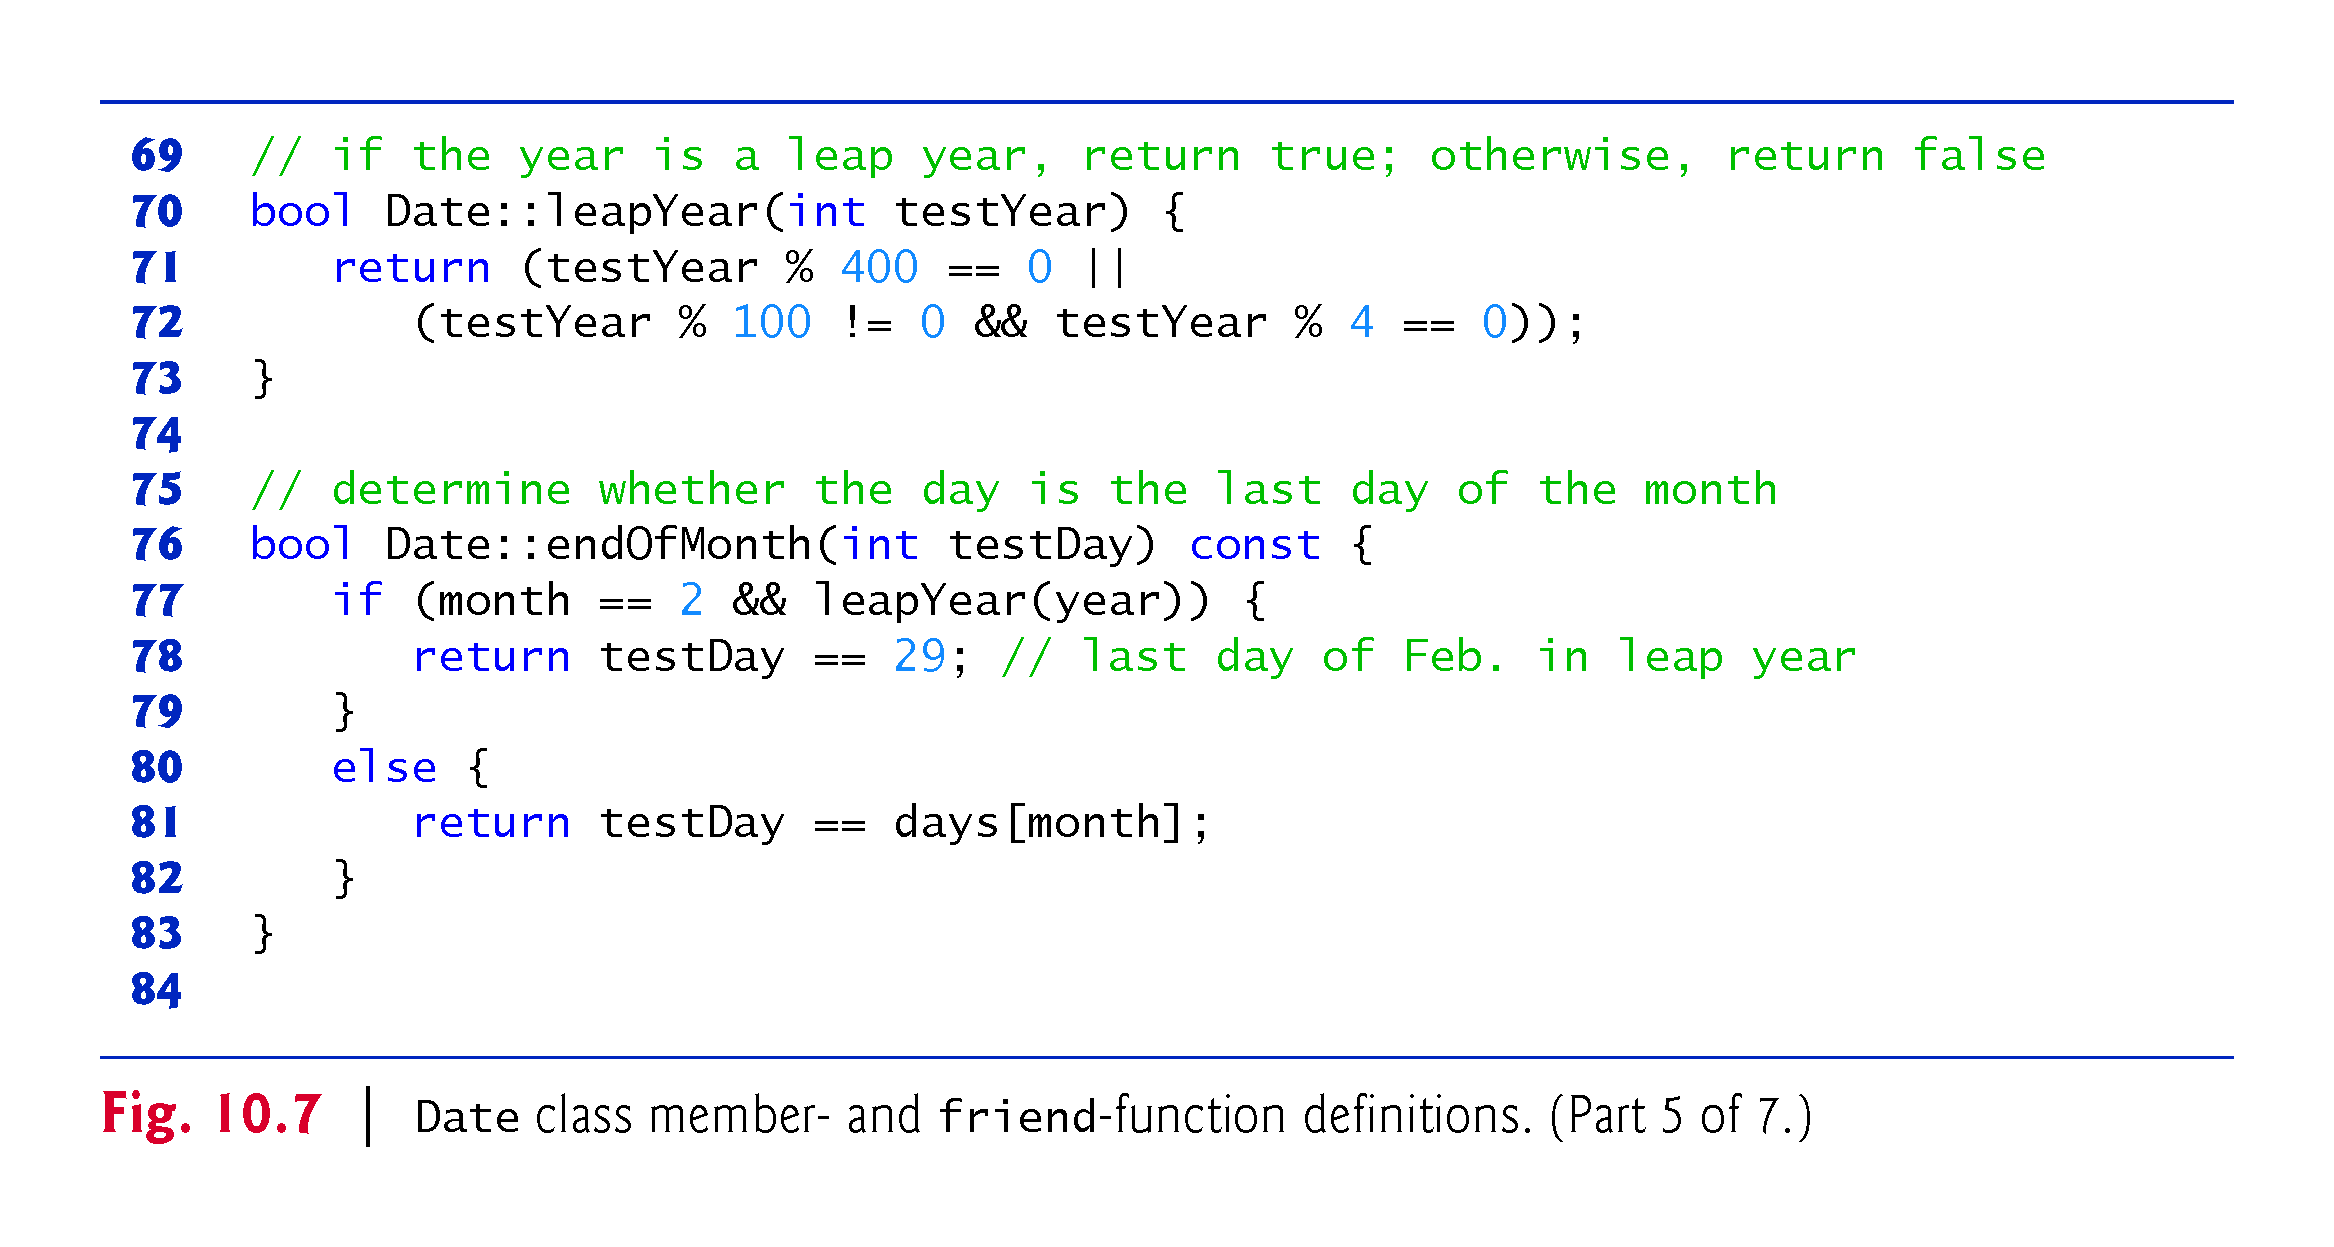 69 // if the year is a leap year, return true; otherwise, return false
70 bool Date::leapYear(int testYear) {
71    return (testYear % 400 == 0 ||
72       (testYear % 100 != 0 && testYear % 4 == 0));
73 }
74
75 // determine whether the day is the last day of the month
76 bool Date::endOfMonth(int testDay) const {
77    if (month == 2 && leapYear(year)) {
78       return testDay == 29; // last day of Feb. in leap year
79    }
80    else {
81       return testDay == days[month];
82    }
83 }
84
Fig. 10.7 | Date class member- and friend-function definitions. (Part 5 of 7.)